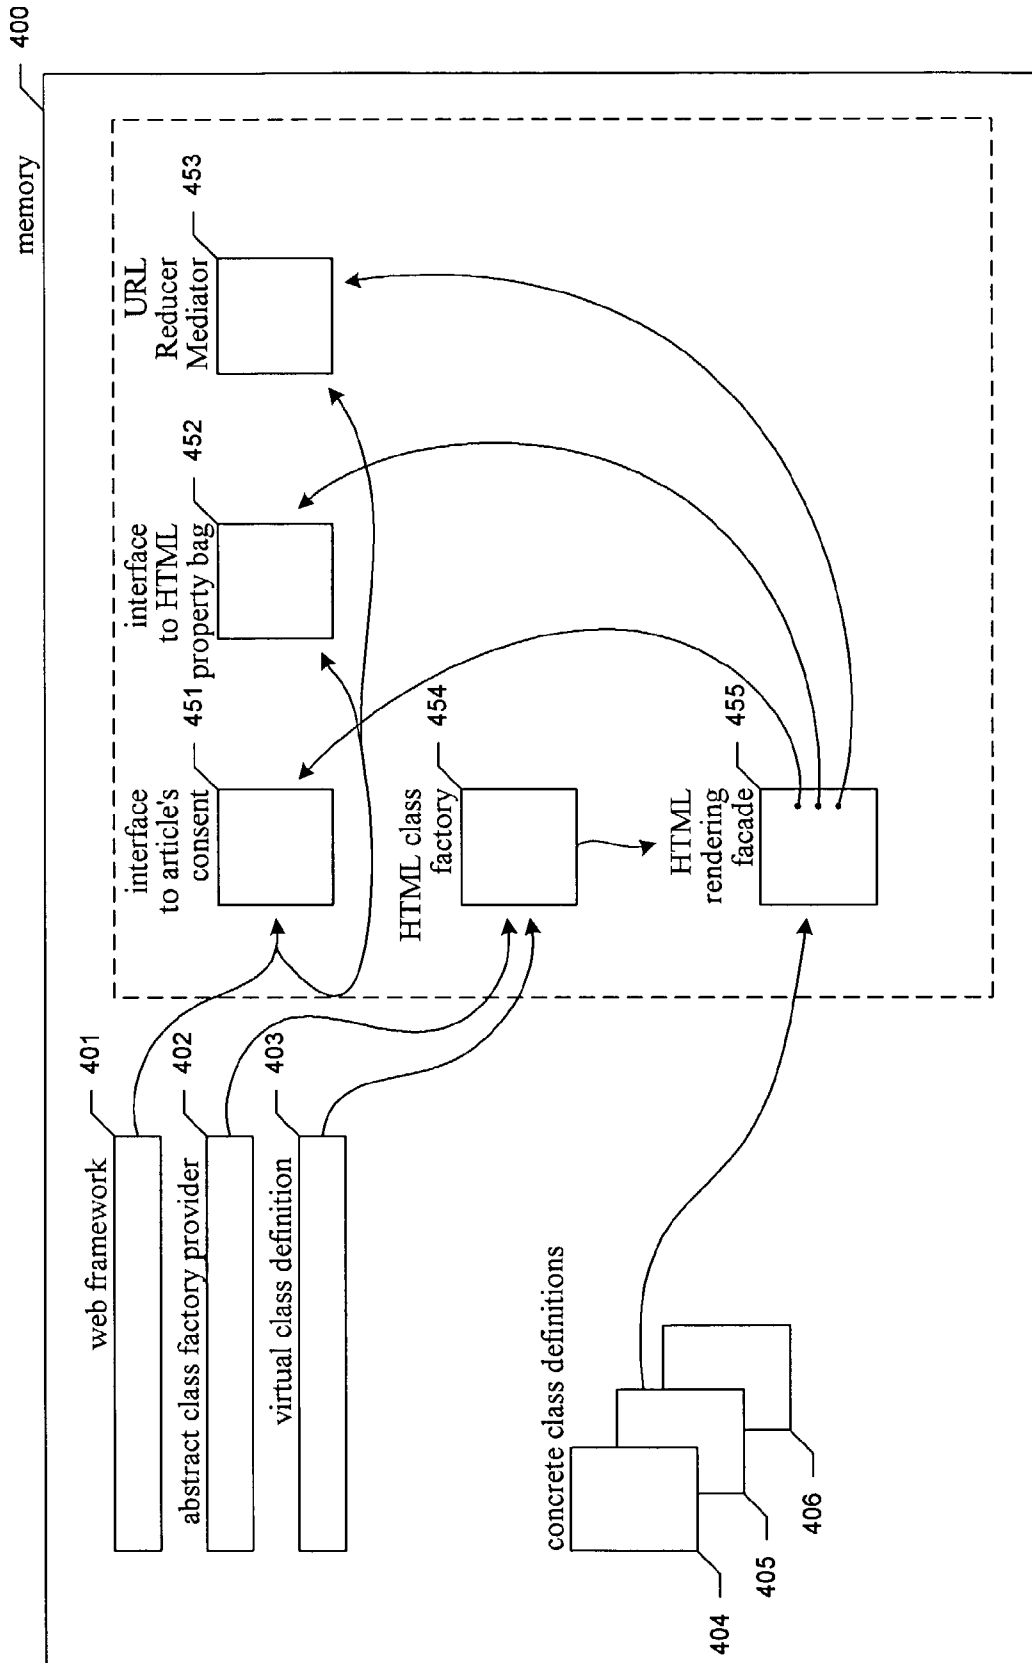 memory
400
web framework
401
abstract class factory provider
402
virtual class definition
403
concrete class definitions
404
405
406
interface
to article's
consent
451
interface
to HTML
property bag
452
URL
Reducer
Mediator
453
HTML class
factory
454
HTML
rendering
facade
455